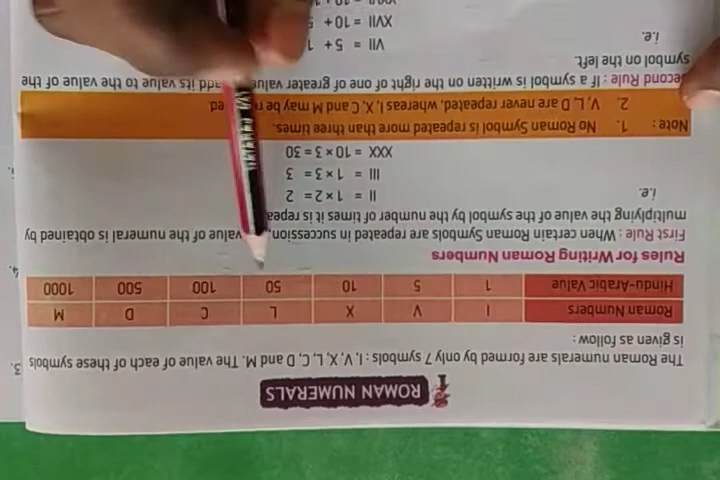 ROMAN NUMERALS
The Roman numerals are formed by only 7 symbols : I, V, X, L, C, D and M. The value of each of these symbols
is given as follow :
Roman Numbers I V X L C D M
Hindu-Arabic Value 1 5 10 50 100 500 1000
Rules for Writing Roman Numbers
First Rule : When certain Roman Symbols are repeated in succession, value of the numeral is obtained by
multiplying the value of the symbol by the number of times it is
i.e. II = 1 × 2 = 2
III = 1 × 3 = 3
XXX = 10 × 3 = 30
Note : 1. No Roman Symbol is repeated more than three times.
2. V, L, D are never repeated, whereas I, X, C and M may be
Second Rule : If a symbol is written on the right of one of greater value add its value to the value of the
symbol on the left.
i.e. VII = 5 + 1
XVII = 10 + 5
3.
4.